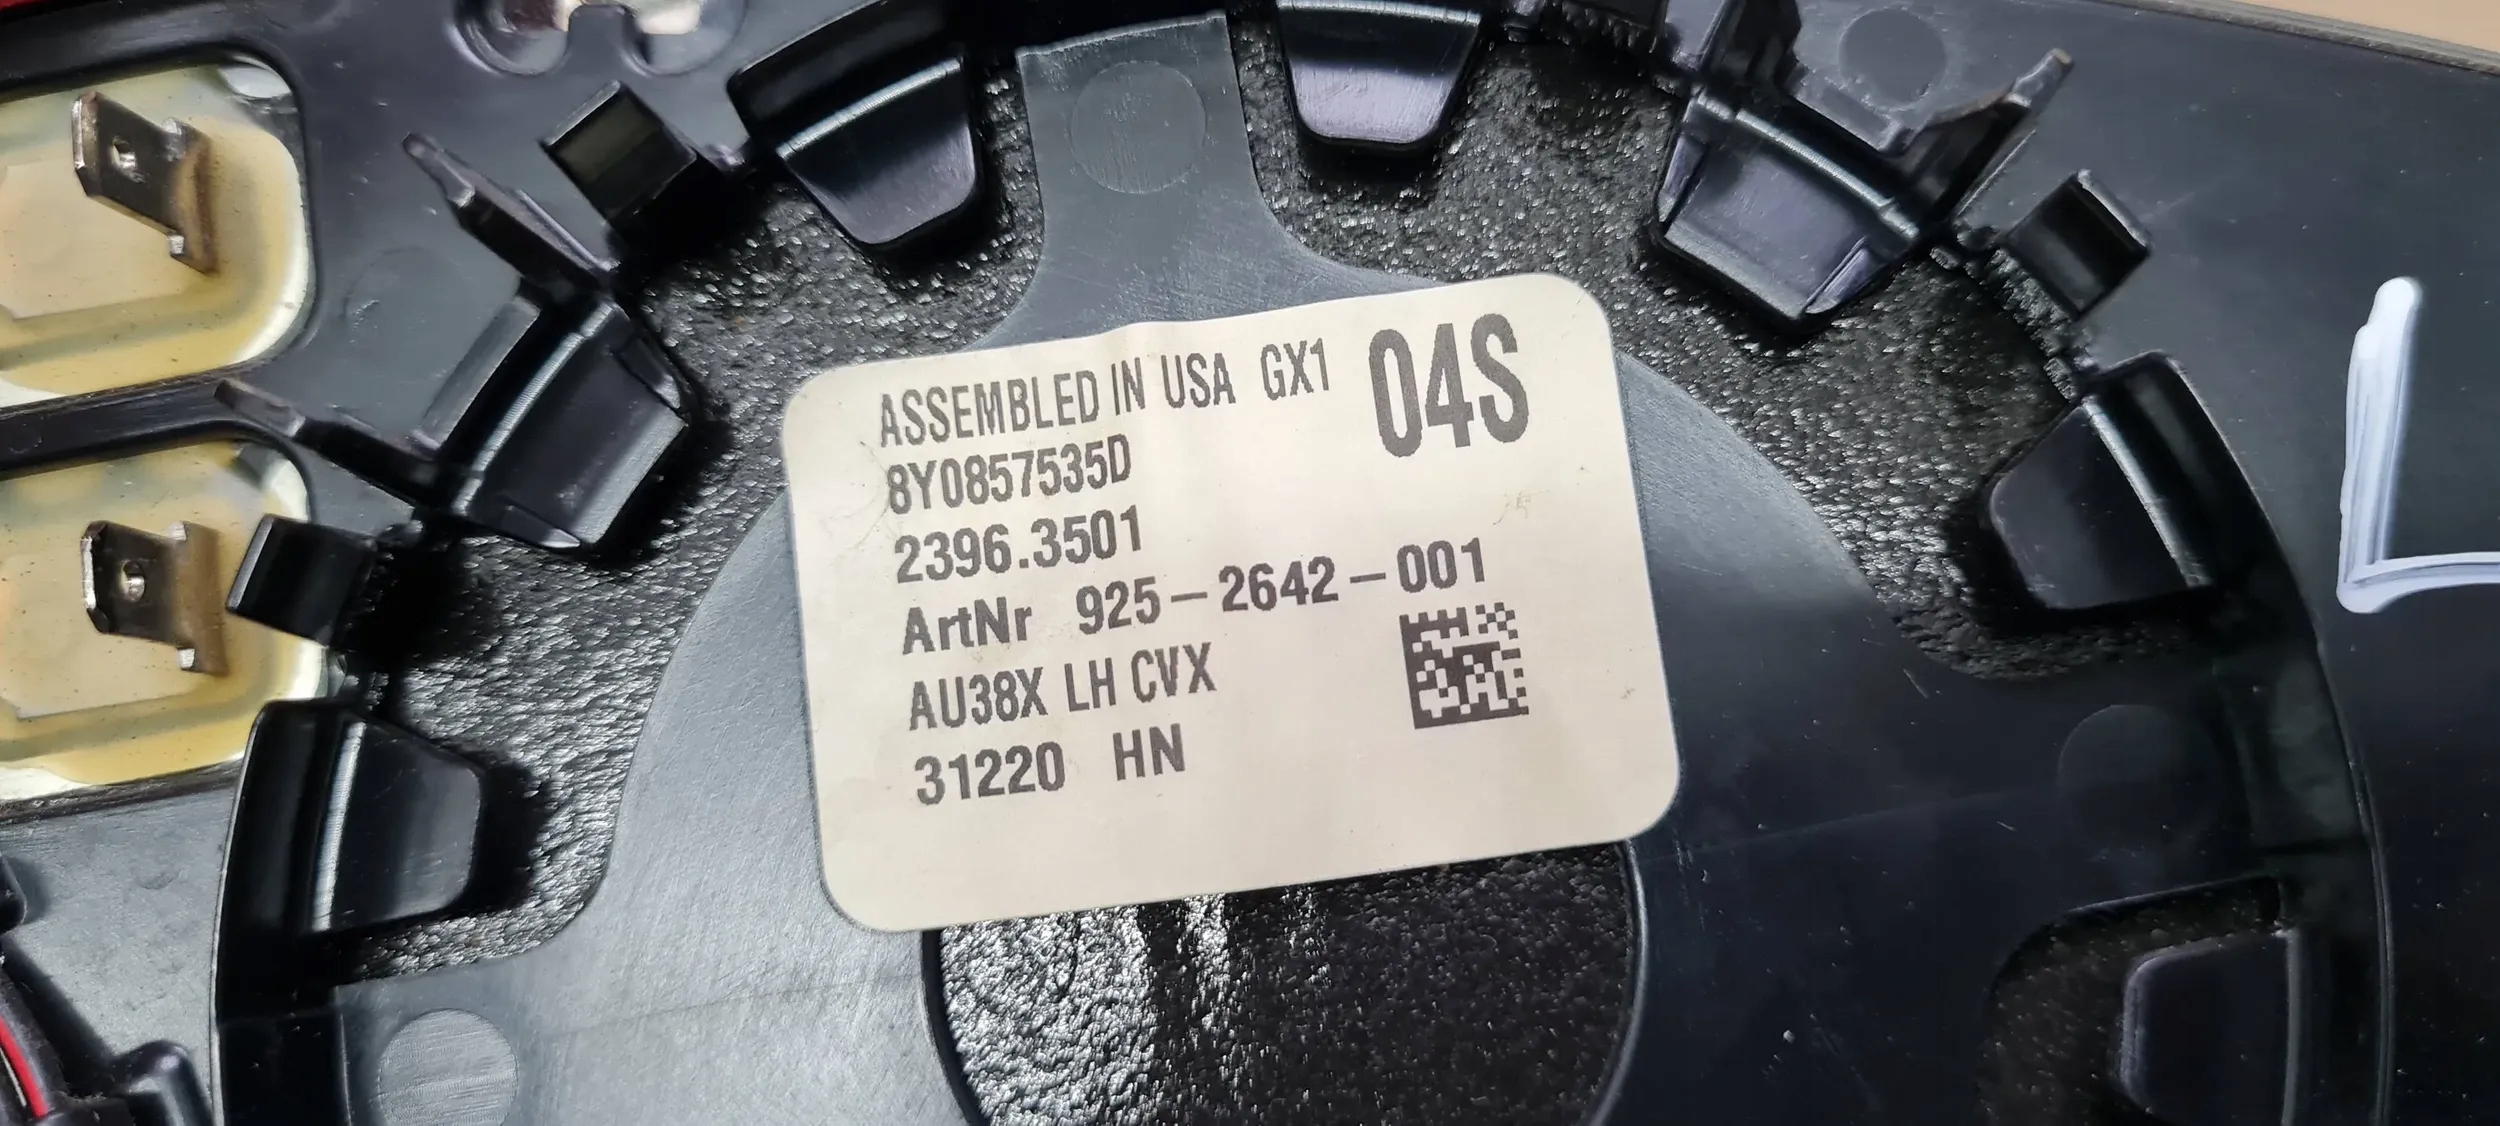 ASSEMBLED IN USA GX1 04S
8Y0857535D
2396.3501
ArtNr 925-2642-001
AU38X LH CVX
31220 HN
L